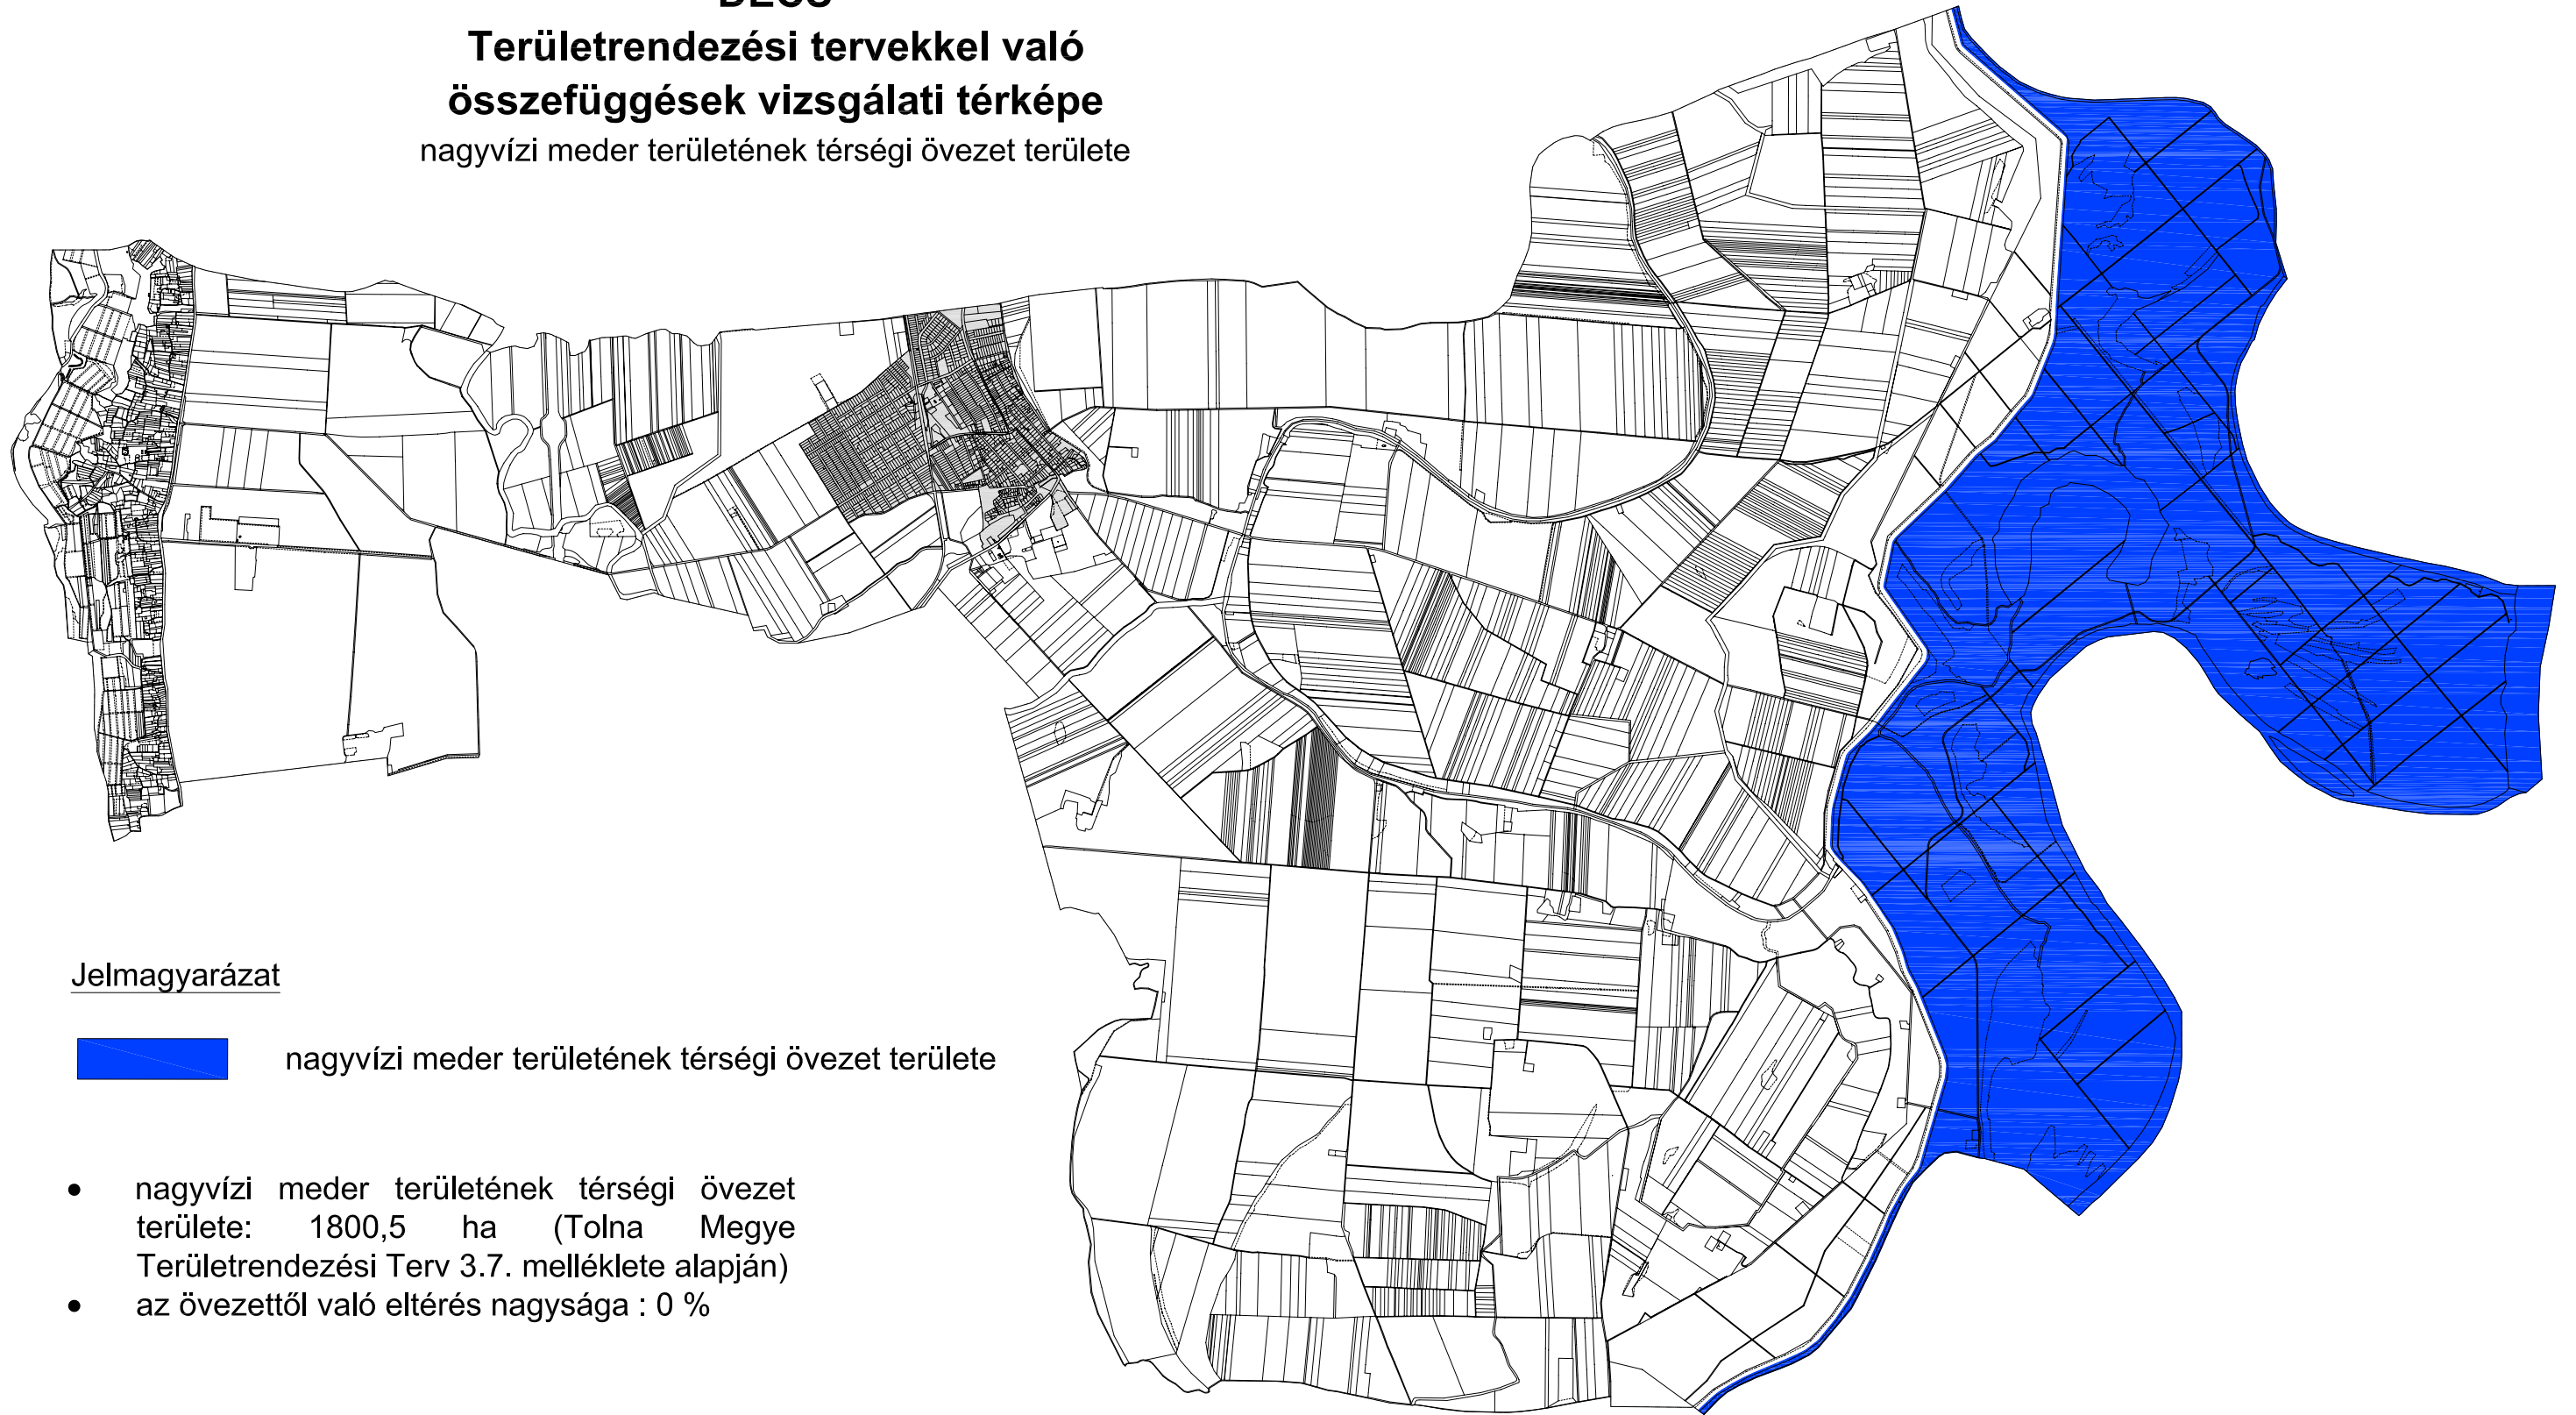 Területrendezési tervekkel való
összefüggések vizsgálati térképe
nagyvízi meder területének térségi övezet területe
Jelmagyarázat
nagyvízi meder területének térségi övezet területe
• nagyvízi meder területének térségi övezet
területe: 1800,5 ha (Tolna Megye
Területrendezési Terv 3.7. melléklete alapján)
• az övezettől való eltérés nagysága : 0 %